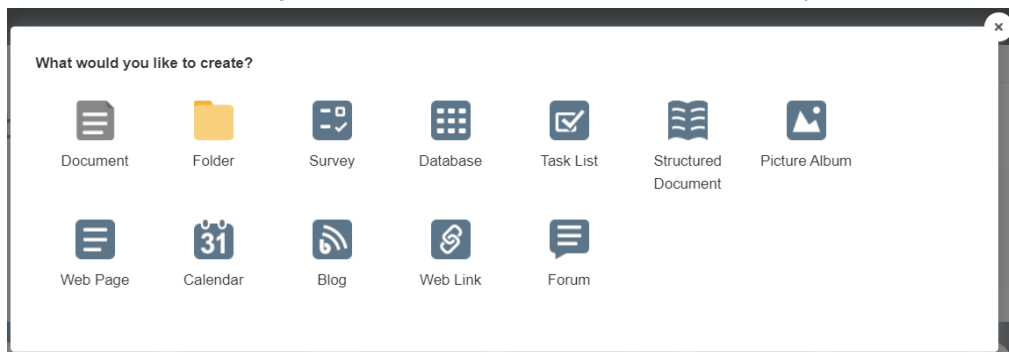 What would you like to create?
Document Folder Survey Database Task List Structured Document Picture Album
31
Web Page Calendar Blog Web Link Forum